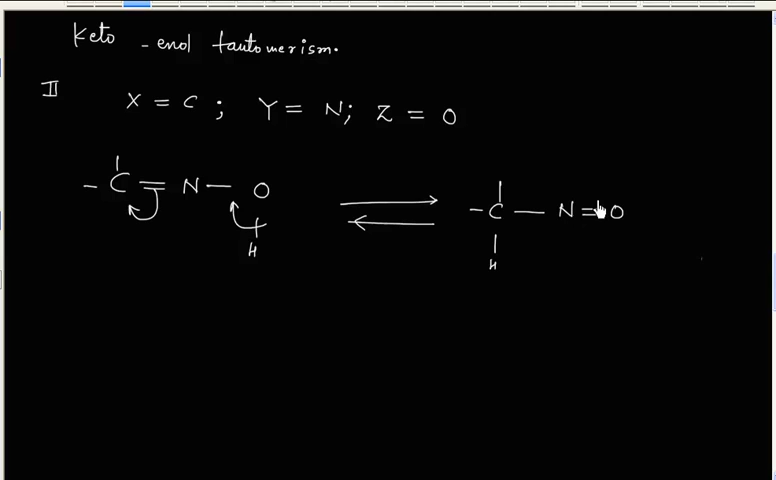 Keto - enol tautomerism.
II X = C ; Y = N; Z = O
- C = N - O ⇌ - C - N = O
H H